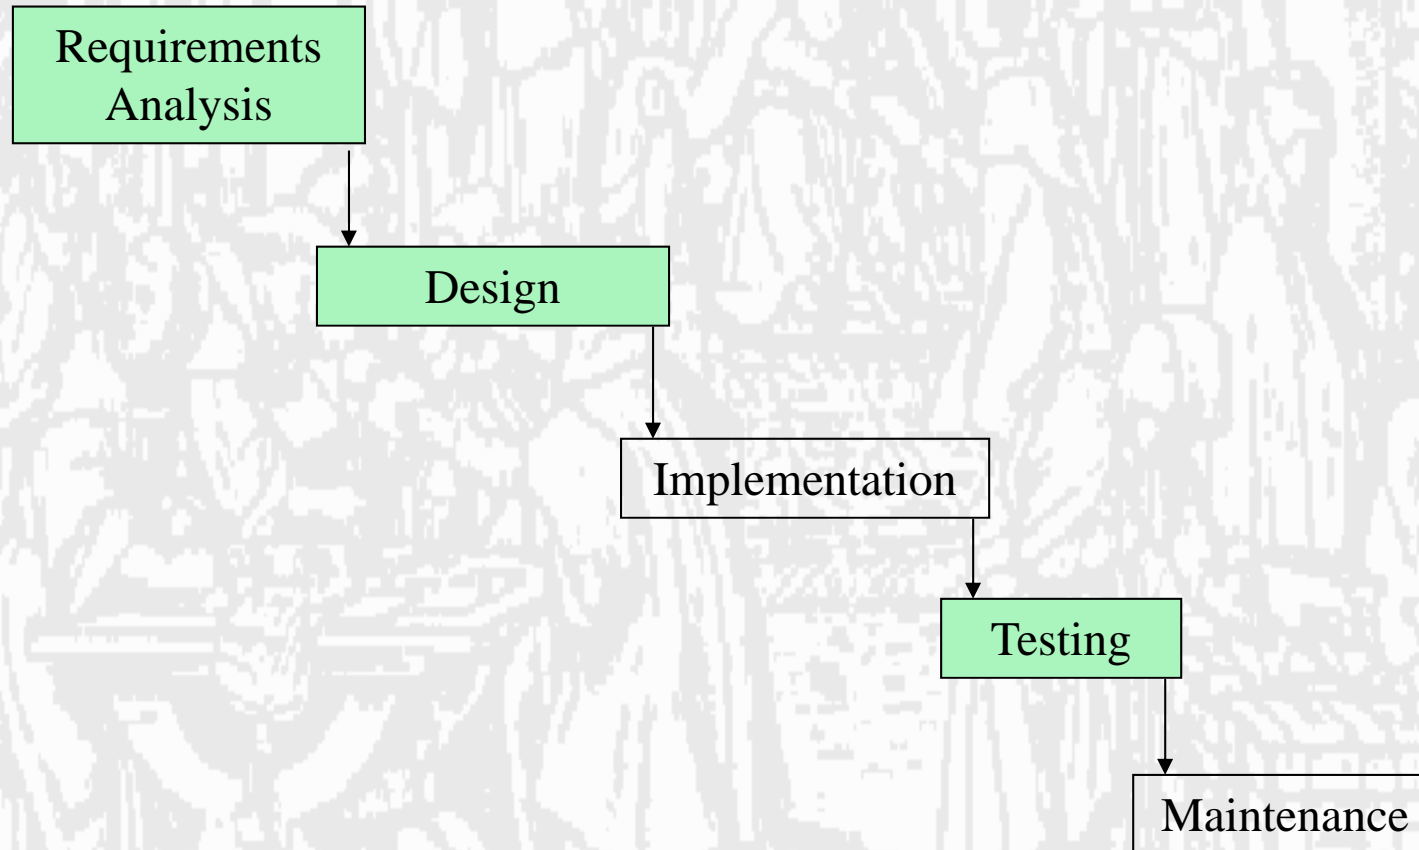 Requirements
Analysis
Design
Implementation
Testing
Maintenance